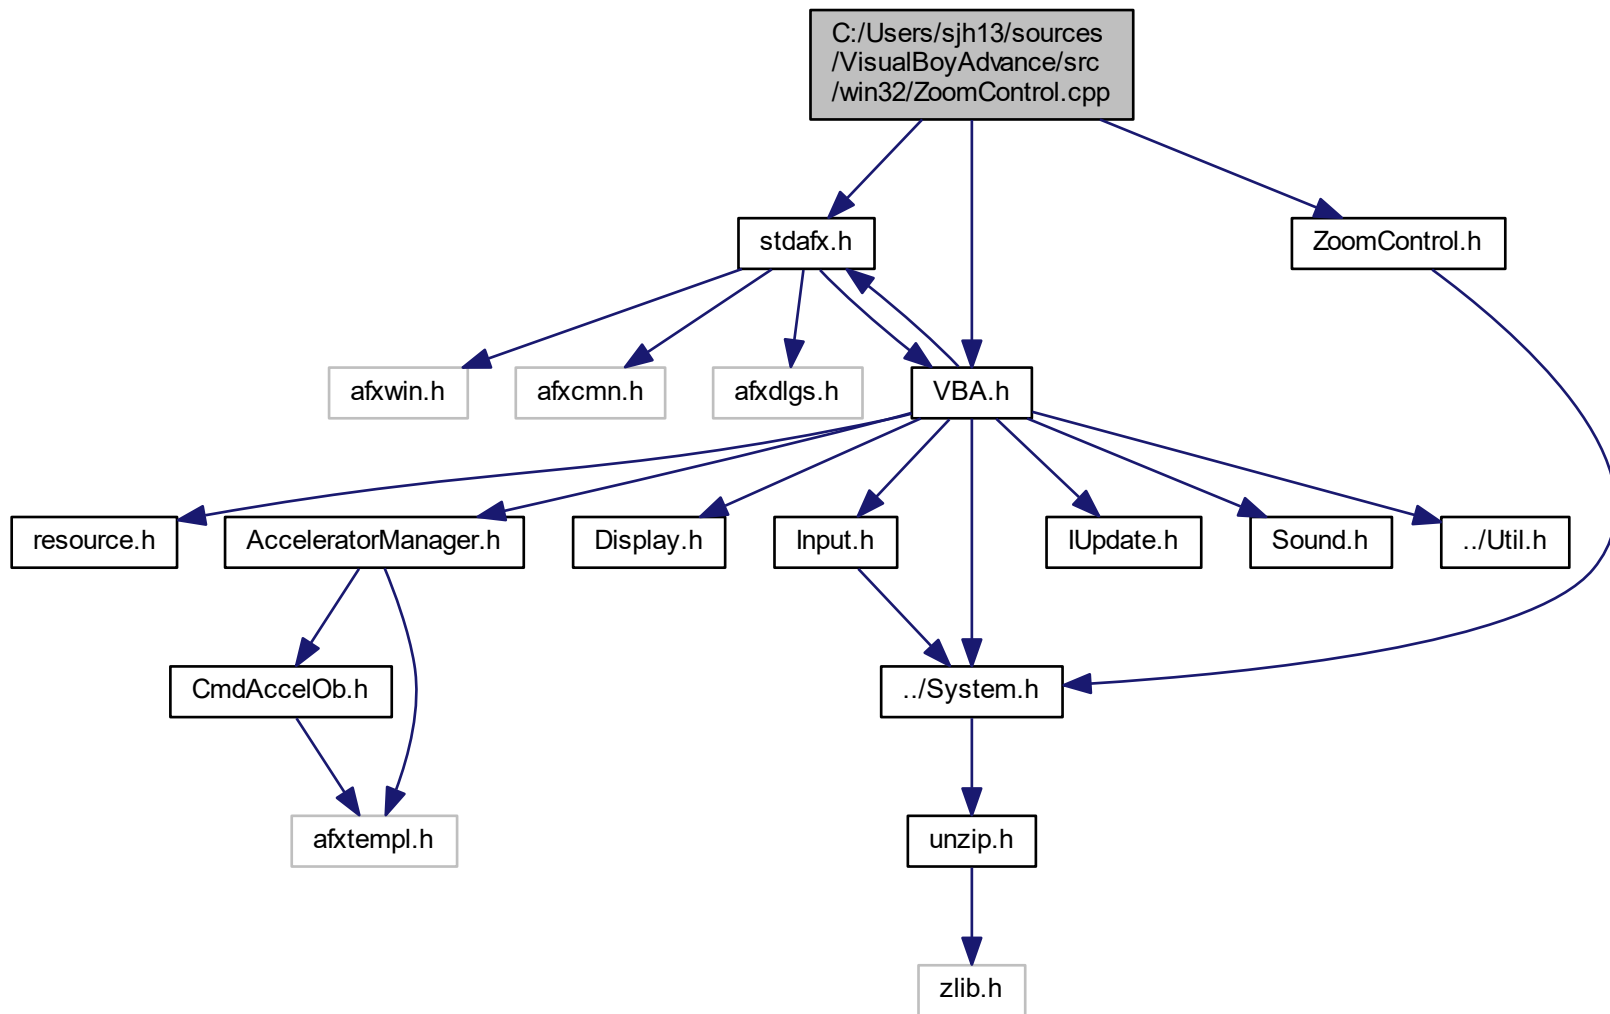 C:/Users/sjh13/sources
/VisualBoyAdvance/src
/win32/ZoomControl.cpp
stdafx.h
ZoomControl.h
afxwin.h
afxcmn.h
afxdlgs.h
VBA.h
resource.h
AcceleratorManager.h
Display.h
Input.h
IUpdate.h
Sound.h
../Util.h
CmdAccelOb.h
../System.h
afxtempl.h
unzip.h
zlib.h